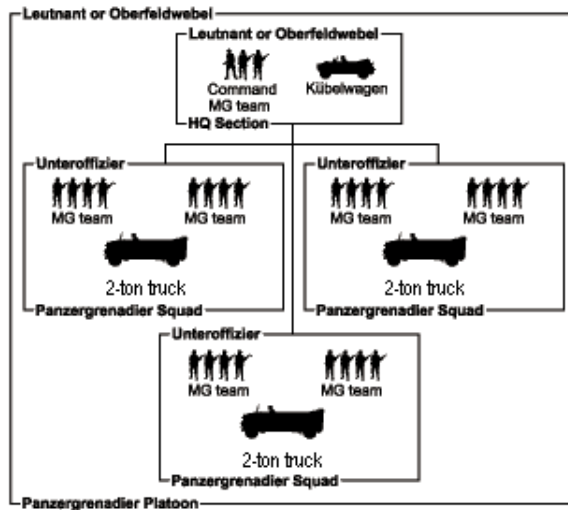 Leutnant or Oberfeldwebel
Leutnant or Oberfeldwebel
Command
MG team
Kübelwagen
HQ Section
Unteroffizier
MG team
MG team
2-ton truck
Panzergrenadier Squad
Unteroffizier
MG team
MG team
2-ton truck
Panzergrenadier Squad
Unteroffizier
MG team
MG team
2-ton truck
Panzergrenadier Squad
Panzergrenadier Platoon